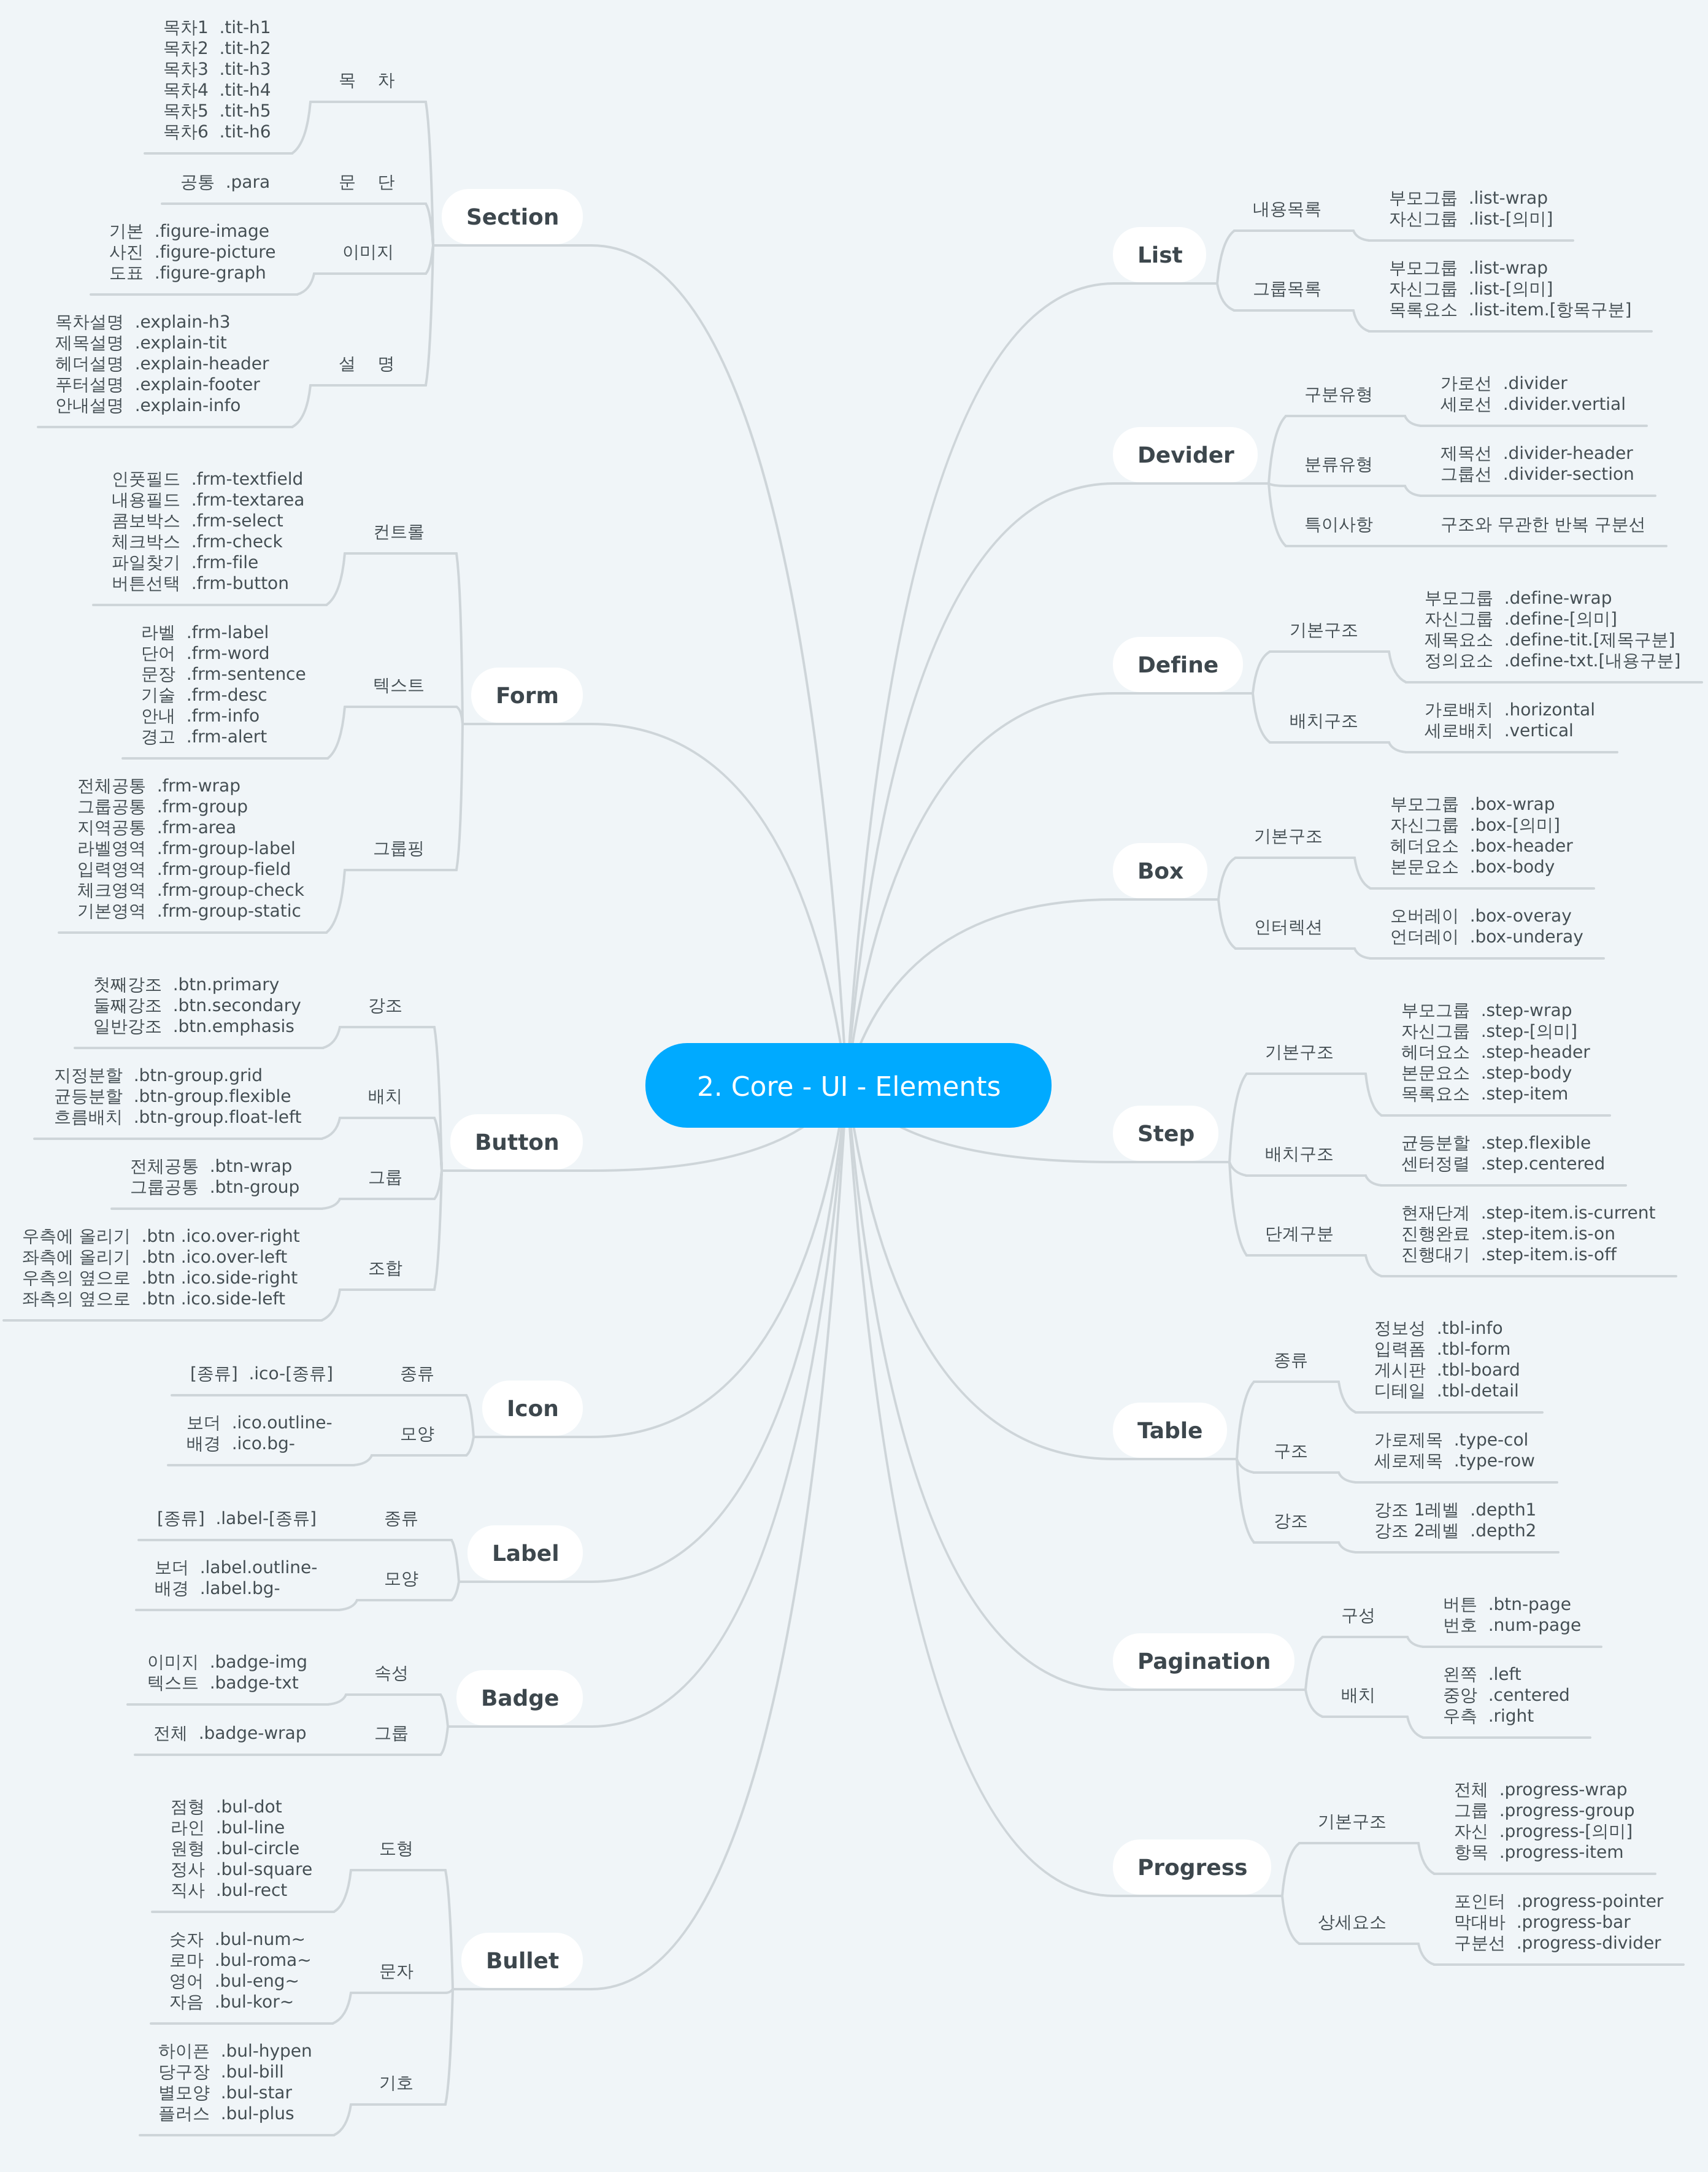 2. Core - UI - Elements
Section
목 차
목차1 .tit-h1
목차2 .tit-h2
목차3 .tit-h3
목차4 .tit-h4
목차5 .tit-h5
목차6 .tit-h6
문 단
공통 .para
이미지
기본 .figure-image
사진 .figure-picture
도표 .figure-graph
설 명
목차설명 .explain-h3
제목설명 .explain-tit
헤더설명 .explain-header
푸터설명 .explain-footer
안내설명 .explain-info
Form
컨트롤
인풋필드 .frm-textfield
내용필드 .frm-textarea
콤보박스 .frm-select
체크박스 .frm-check
파일찾기 .frm-file
버튼선택 .frm-button
텍스트
라벨 .frm-label
단어 .frm-word
문장 .frm-sentence
기술 .frm-desc
안내 .frm-info
경고 .frm-alert
그룹핑
전체공통 .frm-wrap
그룹공통 .frm-group
지역공통 .frm-area
라벨영역 .frm-group-label
입력영역 .frm-group-field
체크영역 .frm-group-check
기본영역 .frm-group-static
Button
강조
첫째강조 .btn.primary
둘째강조 .btn.secondary
일반강조 .btn.emphasis
배치
지정분할 .btn-group.grid
균등분할 .btn-group.flexible
흐름배치 .btn-group.float-left
그룹
전체공통 .btn-wrap
그룹공통 .btn-group
조합
우측에 올리기 .btn .ico.over-right
좌측에 올리기 .btn .ico.over-left
우측의 옆으로 .btn .ico.side-right
좌측의 옆으로 .btn .ico.side-left
Icon
종류
[종류] .ico-[종류]
모양
보더 .ico.outline-
배경 .ico.bg-
Label
종류
[종류] .label-[종류]
모양
보더 .label.outline-
배경 .label.bg-
Badge
속성
이미지 .badge-img
텍스트 .badge-txt
그룹
전체 .badge-wrap
Bullet
도형
점형 .bul-dot
라인 .bul-line
원형 .bul-circle
정사 .bul-square
직사 .bul-rect
문자
숫자 .bul-num~
로마 .bul-roma~
영어 .bul-eng~
자음 .bul-kor~
기호
하이픈 .bul-hypen
당구장 .bul-bill
별모양 .bul-star
플러스 .bul-plus
List
내용목록
부모그룹 .list-wrap
자신그룹 .list-[의미]
그룹목록
부모그룹 .list-wrap
자신그룹 .list-[의미]
목록요소 .list-item.[항목구분]
Devider
구분유형
가로선 .divider
세로선 .divider.vertial
분류유형
제목선 .divider-header
그룹선 .divider-section
특이사항
구조와 무관한 반복 구분선
Define
기본구조
부모그룹 .define-wrap
자신그룹 .define-[의미]
제목요소 .define-tit.[제목구분]
정의요소 .define-txt.[내용구분]
배치구조
가로배치 .horizontal
세로배치 .vertical
Box
기본구조
부모그룹 .box-wrap
자신그룹 .box-[의미]
헤더요소 .box-header
본문요소 .box-body
인터렉션
오버레이 .box-overay
언더레이 .box-underay
Step
기본구조
부모그룹 .step-wrap
자신그룹 .step-[의미]
헤더요소 .step-header
본문요소 .step-body
목록요소 .step-item
배치구조
균등분할 .step.flexible
센터정렬 .step.centered
단계구분
현재단계 .step-item.is-current
진행완료 .step-item.is-on
진행대기 .step-item.is-off
Table
종류
정보성 .tbl-info
입력폼 .tbl-form
게시판 .tbl-board
디테일 .tbl-detail
구조
가로제목 .type-col
세로제목 .type-row
강조
강조 1레벨 .depth1
강조 2레벨 .depth2
Pagination
구성
버튼 .btn-page
번호 .num-page
배치
왼쪽 .left
중앙 .centered
우측 .right
Progress
기본구조
전체 .progress-wrap
그룹 .progress-group
자신 .progress-[의미]
항목 .progress-item
상세요소
포인터 .progress-pointer
막대바 .progress-bar
구분선 .progress-divider